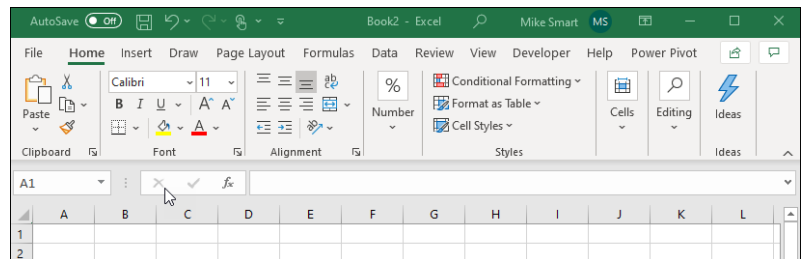 AutoSave Off Book2 - Excel Mike Smart MS
File Home Insert Draw Page Layout Formulas Data Review View Developer Help Power Pivot
Calibri 11 ab % Conditional Formatting
Paste B I U A A Number Format as Table Cells Editing Ideas
A Cell Styles
Clipboard Font Alignment Styles Ideas
A1 fx
A B C D E F G H I J K L
1
2